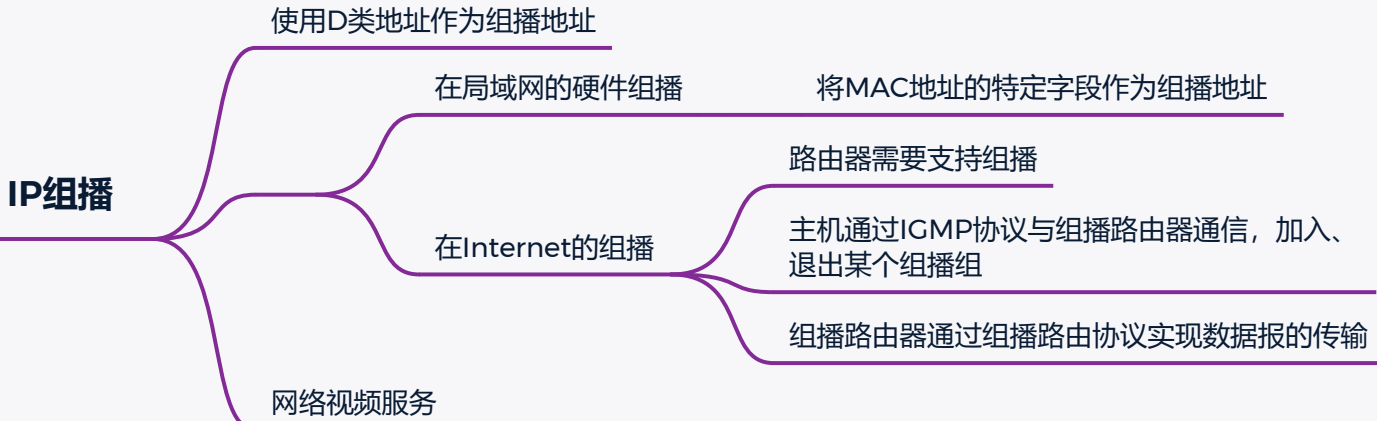 使用D类地址作为组播地址
在局域网的硬件组播
将MAC地址的特定字段作为组播地址
路由器需要支持组播
IP组播
主机通过IGMP协议与组播路由器通信，加入、
退出某个组播组
在Internet的组播
组播路由器通过组播路由协议实现数据报的传输
网络视频服务